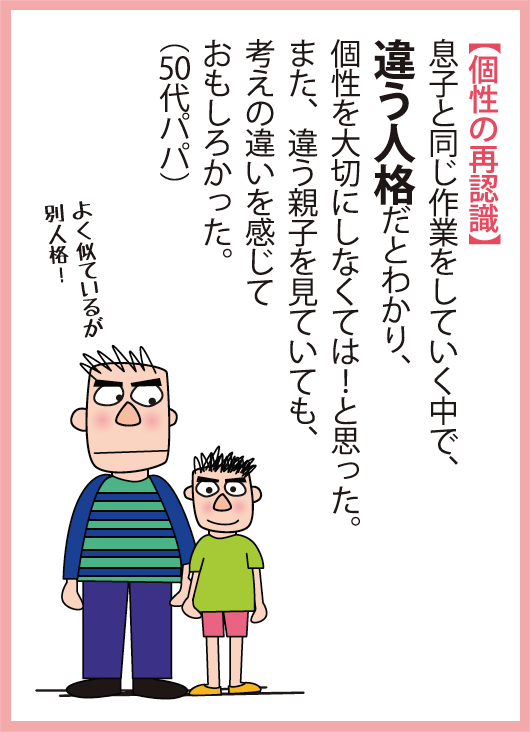 【個性の再認識】
息子と同じ作業をしていく中で、
違う人格だとわかり、
個性を大切にしなくては！と思った。
また、違う親子を見ていても、
考えの違いを感じて
おもしろかった。
（50代パパ）
よく似ているが
別人格！